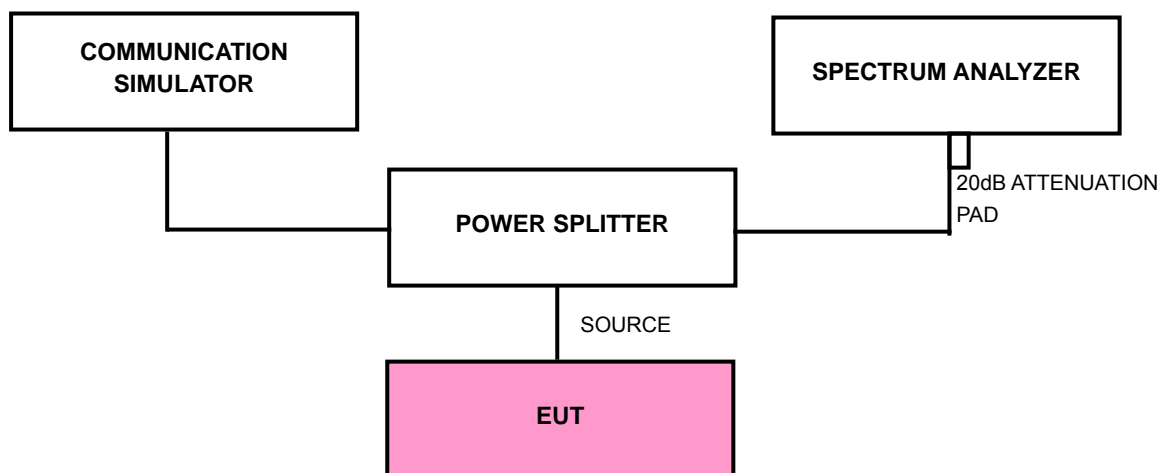 COMMUNICATION
SIMULATOR
SPECTRUM ANALYZER
20dB ATTENUATION
PAD
POWER SPLITTER
SOURCE
EUT